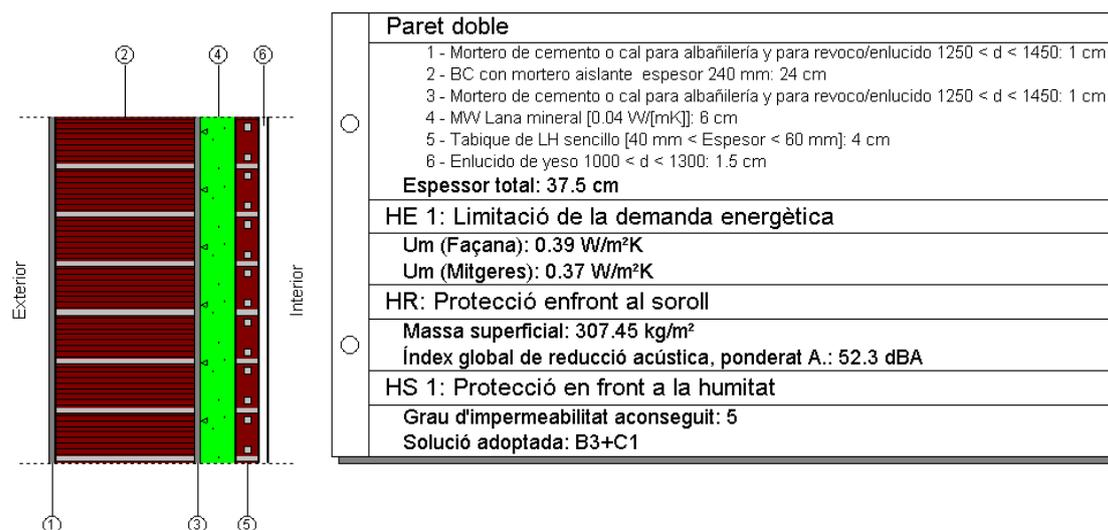 2
4
6
Exterior
Interior
1
3
5
Paret doble
1 - Mortero de cemento o cal para albañilería y para revoco/enlucido 1250 < d < 1450: 1 cm
2 - BC con mortero aislante espesor 240 mm: 24 cm
3 - Mortero de cemento o cal para albañilería y para revoco/enlucido 1250 < d < 1450: 1 cm
4 - MW Lana mineral [0.04 W/[mK]]: 6 cm
5 - Tabique de LH sencillo [40 mm < Espesor < 60 mm]: 4 cm
6 - Enlucido de yeso 1000 < d < 1300: 1.5 cm
Espessor total: 37.5 cm
HE 1: Limitació de la demanda energètica
Um (Façana): 0.39 W/m²K
Um (Mitgeres): 0.37 W/m²K
HR: Protecció enfront al soroll
Massa superficial: 307.45 kg/m²
Índex global de reducció acústica, ponderat A.: 52.3 dBA
HS 1: Protecció en front a la humitat
Grau d'impermeabilitat aconseguit: 5
Solució adoptada: B3+C1